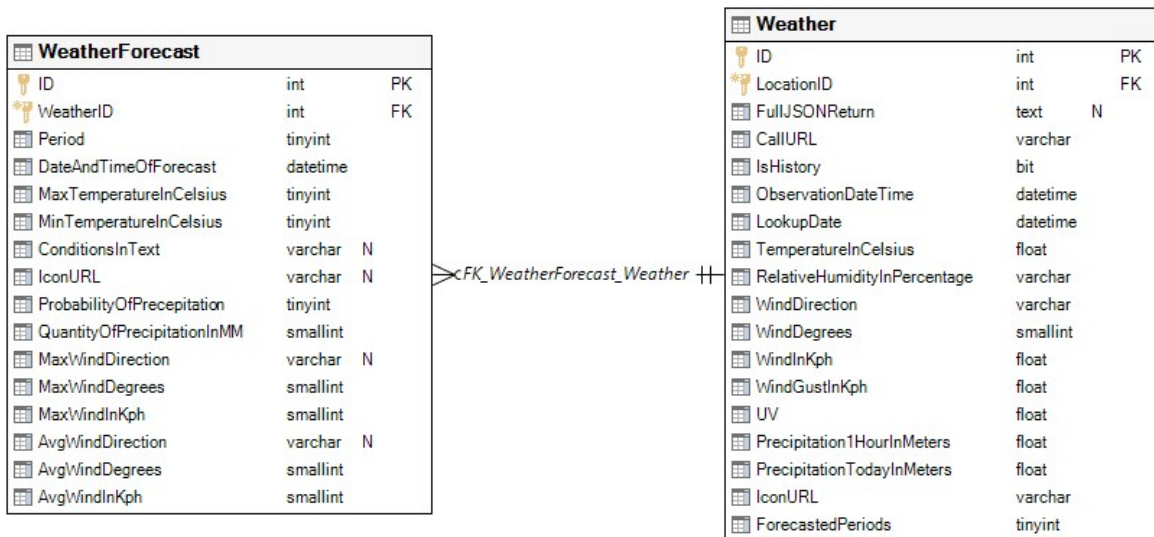 WeatherForecast
ID int PK
WeatherID int FK
Period tinyint
DateAndTimeOfForecast datetime
MaxTemperatureInCelsius tinyint
MinTemperatureInCelsius tinyint
ConditionsInText varchar N
IconURL varchar N
ProbabilityOfPrecepitation tinyint
QuantityOfPrecipitationInMM smallint
MaxWindDirection varchar N
MaxWindDegrees smallint
MaxWindInKph smallint
AvgWindDirection varchar N
AvgWindDegrees smallint
AvgWindInKph smallint
FK_WeatherForecast_Weather
Weather
ID int PK
LocationID int FK
FullJSONReturn text N
CallURL varchar
IsHistory bit
ObservationDateTime datetime
LookupDate datetime
TemperatureInCelsius float
RelativeHumidityInPercentage varchar
WindDirection varchar
WindDegrees smallint
WindInKph float
WindGustInKph float
UV float
Precipitation1HourInMeters float
PrecipitationTodayInMeters float
IconURL varchar
ForecastedPeriods tinyint